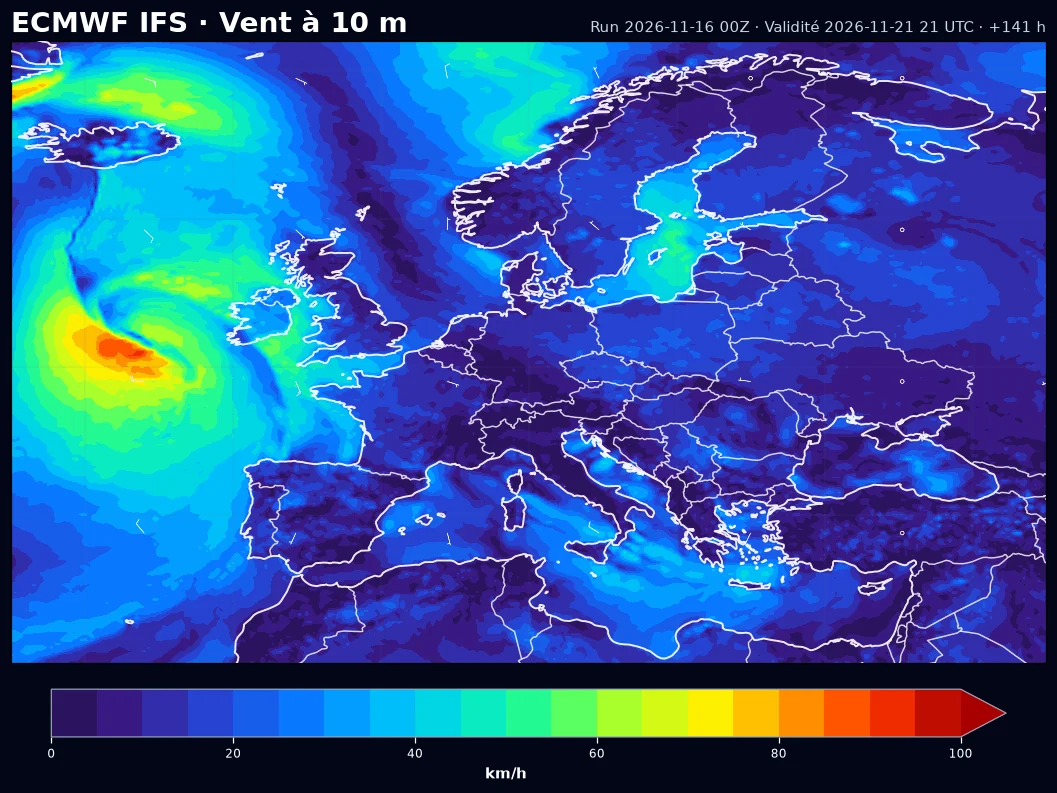 ECMWF IFS · Vent à 10 m
Run 2026-11-16 00Z · Validité 2026-11-21 21 UTC · +141 h
0 20 40 60 80 100
km/h